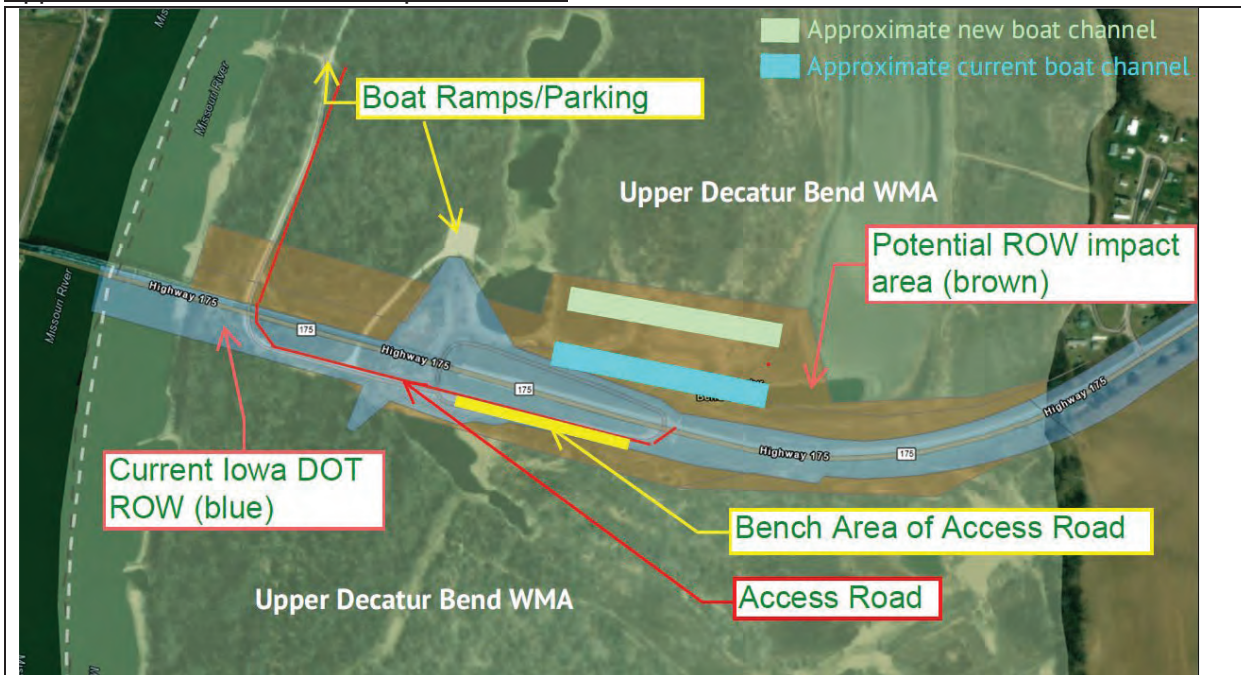 Approximate new boat channel
Approximate current boat channel
Boat Ramps/Parking
Missouri River
Upper Decatur Bend WMA
Potential ROW impact
area (brown)
Missouri River
Highway 175
175
Highway 175
175
Highway 175
175
Highway 175
Current Iowa DOT
ROW (blue)
Bench Area of Access Road
Access Road
Upper Decatur Bend WMA